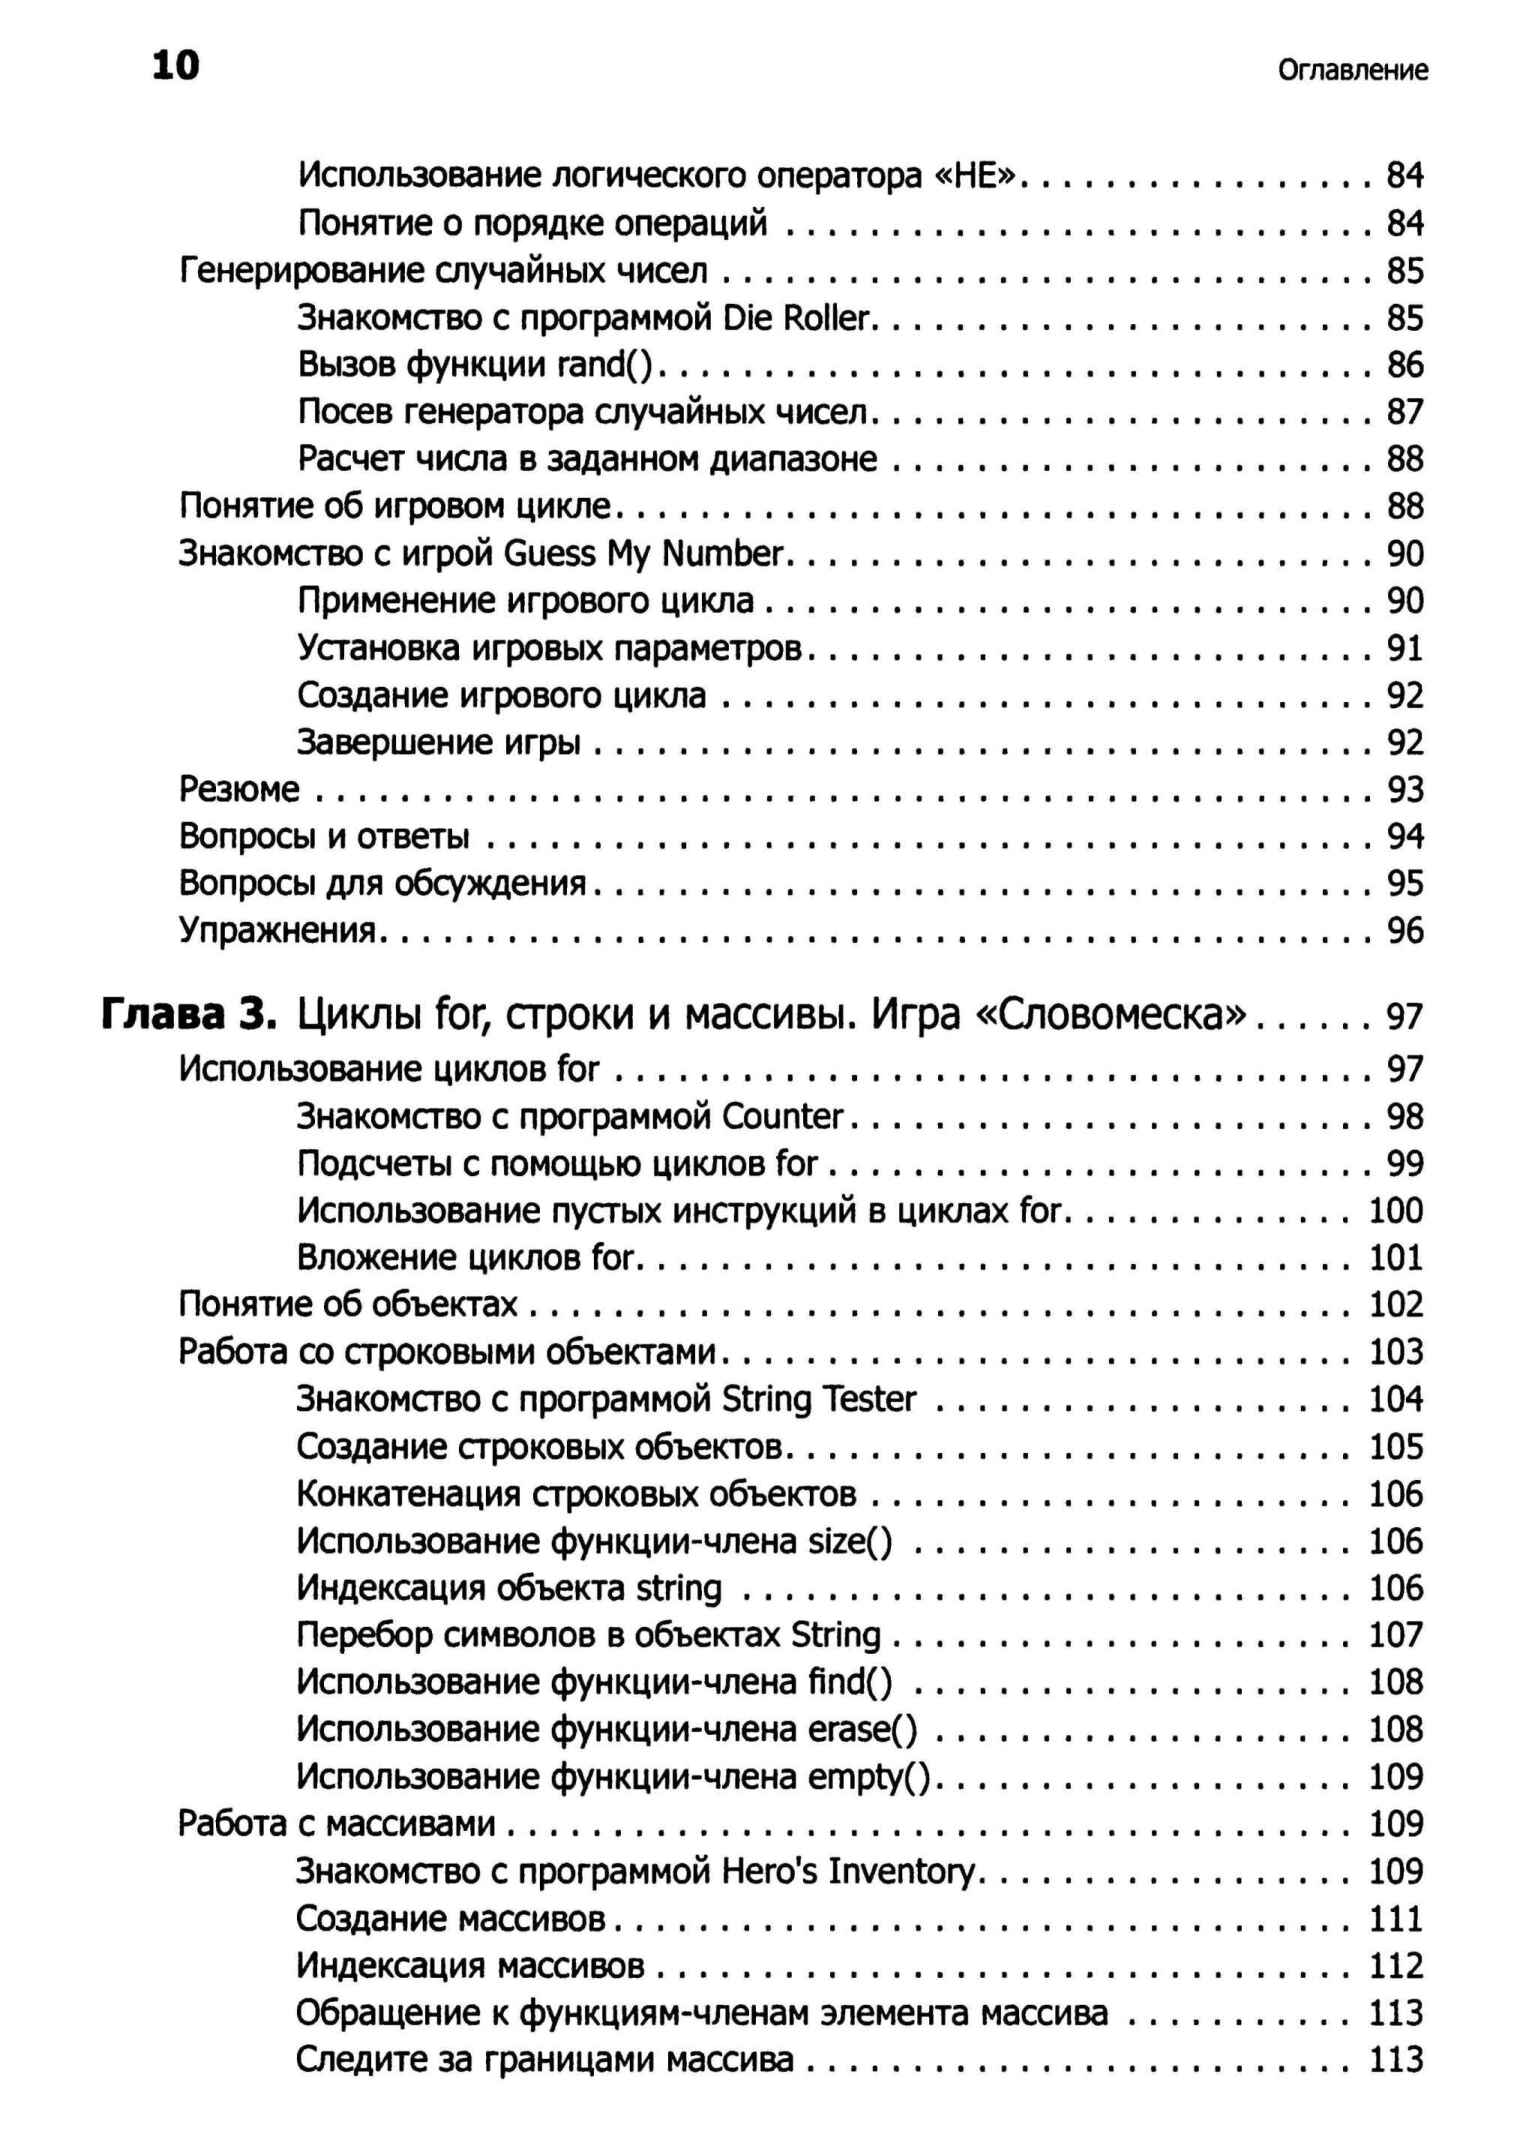 10 Оглавление
Использование логического оператора «НЕ». . . . . . . . . . . . . . . . . 84
Понятие о порядке операций . . . . . . . . . . . . . . . . . . . . . . . . . . . . 84
Генерирование случайных чисел . . . . . . . . . . . . . . . . . . . . . . . . . . . . . . . 85
Знакомство с программой Die Roller. . . . . . . . . . . . . . . . . . . . . . . . 85
Вызов функции rand(). . . . . . . . . . . . . . . . . . . . . . . . . . . . . . . . . . 86
Посев генератора случайных чисел. . . . . . . . . . . . . . . . . . . . . . . . 87
Расчет числа в заданном диапазоне . . . . . . . . . . . . . . . . . . . . . . . 88
Понятие об игровом цикле. . . . . . . . . . . . . . . . . . . . . . . . . . . . . . . . . . . . 88
Знакомство с игрой Guess My Number. . . . . . . . . . . . . . . . . . . . . . . . . . . . 90
Применение игрового цикла . . . . . . . . . . . . . . . . . . . . . . . . . . . . . 90
Установка игровых параметров. . . . . . . . . . . . . . . . . . . . . . . . . . . 91
Создание игрового цикла . . . . . . . . . . . . . . . . . . . . . . . . . . . . . . . 92
Завершение игры . . . . . . . . . . . . . . . . . . . . . . . . . . . . . . . . . . . . . 92
Резюме . . . . . . . . . . . . . . . . . . . . . . . . . . . . . . . . . . . . . . . . . . . . . . . . . . 93
Вопросы и ответы . . . . . . . . . . . . . . . . . . . . . . . . . . . . . . . . . . . . . . . . . . 94
Вопросы для обсуждения. . . . . . . . . . . . . . . . . . . . . . . . . . . . . . . . . . . . . 95
Упражнения. . . . . . . . . . . . . . . . . . . . . . . . . . . . . . . . . . . . . . . . . . . . . . . 96
Глава 3. Циклы for, строки и массивы. Игра «Словомеска» . . . . . . 97
Использование циклов for . . . . . . . . . . . . . . . . . . . . . . . . . . . . . . . . . . . . 97
Знакомство с программой Counter. . . . . . . . . . . . . . . . . . . . . . . . . 98
Подсчеты с помощью циклов for . . . . . . . . . . . . . . . . . . . . . . . . . . 99
Использование пустых инструкций в циклах for. . . . . . . . . . . . . . 100
Вложение циклов for. . . . . . . . . . . . . . . . . . . . . . . . . . . . . . . . . . 101
Понятие об объектах . . . . . . . . . . . . . . . . . . . . . . . . . . . . . . . . . . . . . . . 102
Работа со строковыми объектами. . . . . . . . . . . . . . . . . . . . . . . . . . . . . . 103
Знакомство с программой String Tester . . . . . . . . . . . . . . . . . . . . 104
Создание строковых объектов. . . . . . . . . . . . . . . . . . . . . . . . . . . 105
Конкатенация строковых объектов . . . . . . . . . . . . . . . . . . . . . . . 106
Использование функции-члена size() . . . . . . . . . . . . . . . . . . . . . 106
Индексация объекта string . . . . . . . . . . . . . . . . . . . . . . . . . . . . . 106
Перебор символов в объектах String . . . . . . . . . . . . . . . . . . . . . . 107
Использование функции-члена find() . . . . . . . . . . . . . . . . . . . . . 108
Использование функции-члена erase() . . . . . . . . . . . . . . . . . . . . 108
Использование функции-члена empty(). . . . . . . . . . . . . . . . . . . . 109
Работа с массивами . . . . . . . . . . . . . . . . . . . . . . . . . . . . . . . . . . . . . . . . 109
Знакомство с программой Hero's Inventory. . . . . . . . . . . . . . . . . . 109
Создание массивов . . . . . . . . . . . . . . . . . . . . . . . . . . . . . . . . . . . 111
Индексация массивов . . . . . . . . . . . . . . . . . . . . . . . . . . . . . . . . . 112
Обращение к функциям-членам элемента массива . . . . . . . . . . . 113
Следите за границами массива . . . . . . . . . . . . . . . . . . . . . . . . . . 113